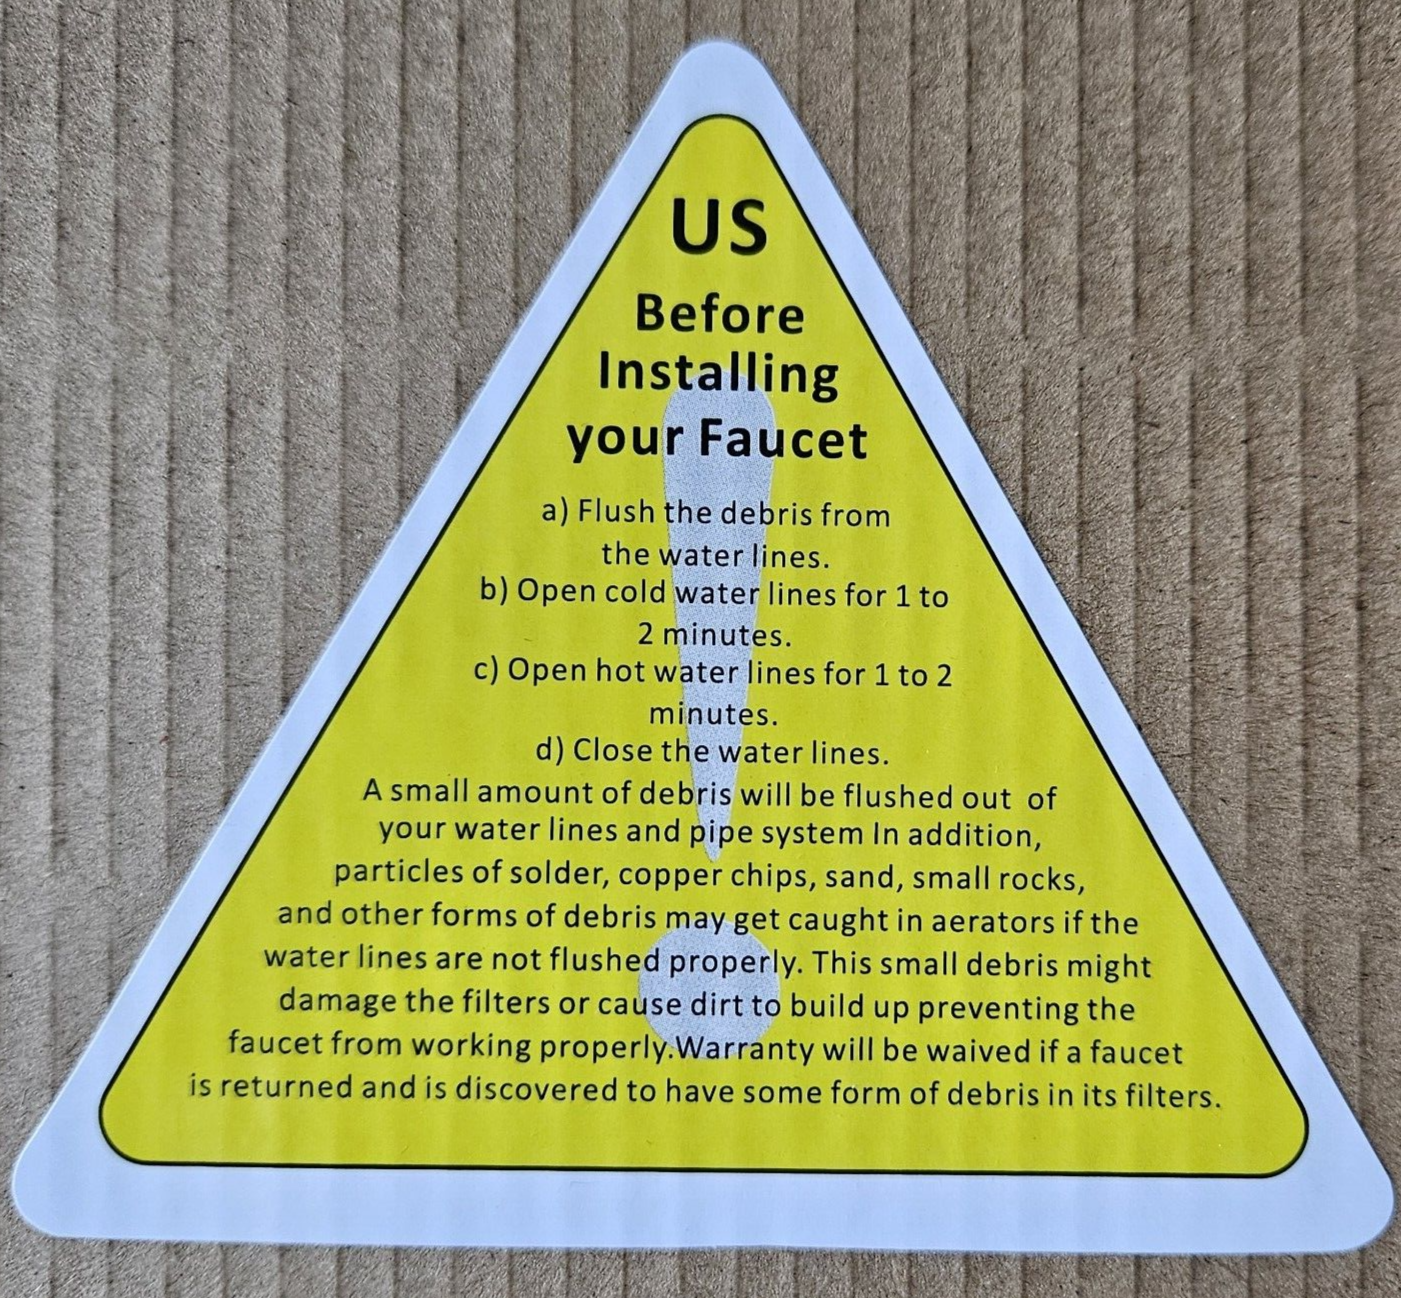 US
Before
Installing
your Faucet
a) Flush the debris from
the water lines.
b) Open cold water lines for 1 to
2 minutes.
c) Open hot water lines for 1 to 2
minutes.
d) Close the water lines.
A small amount of debris will be flushed out of
your water lines and pipe system In addition,
particles of solder, copper chips, sand, small rocks,
and other forms of debris may get caught in aerators if the
water lines are not flushed properly. This small debris might
damage the filters or cause dirt to build up preventing the
faucet from working properly.Warranty will be waived if a faucet
is returned and is discovered to have some form of debris in its filters.